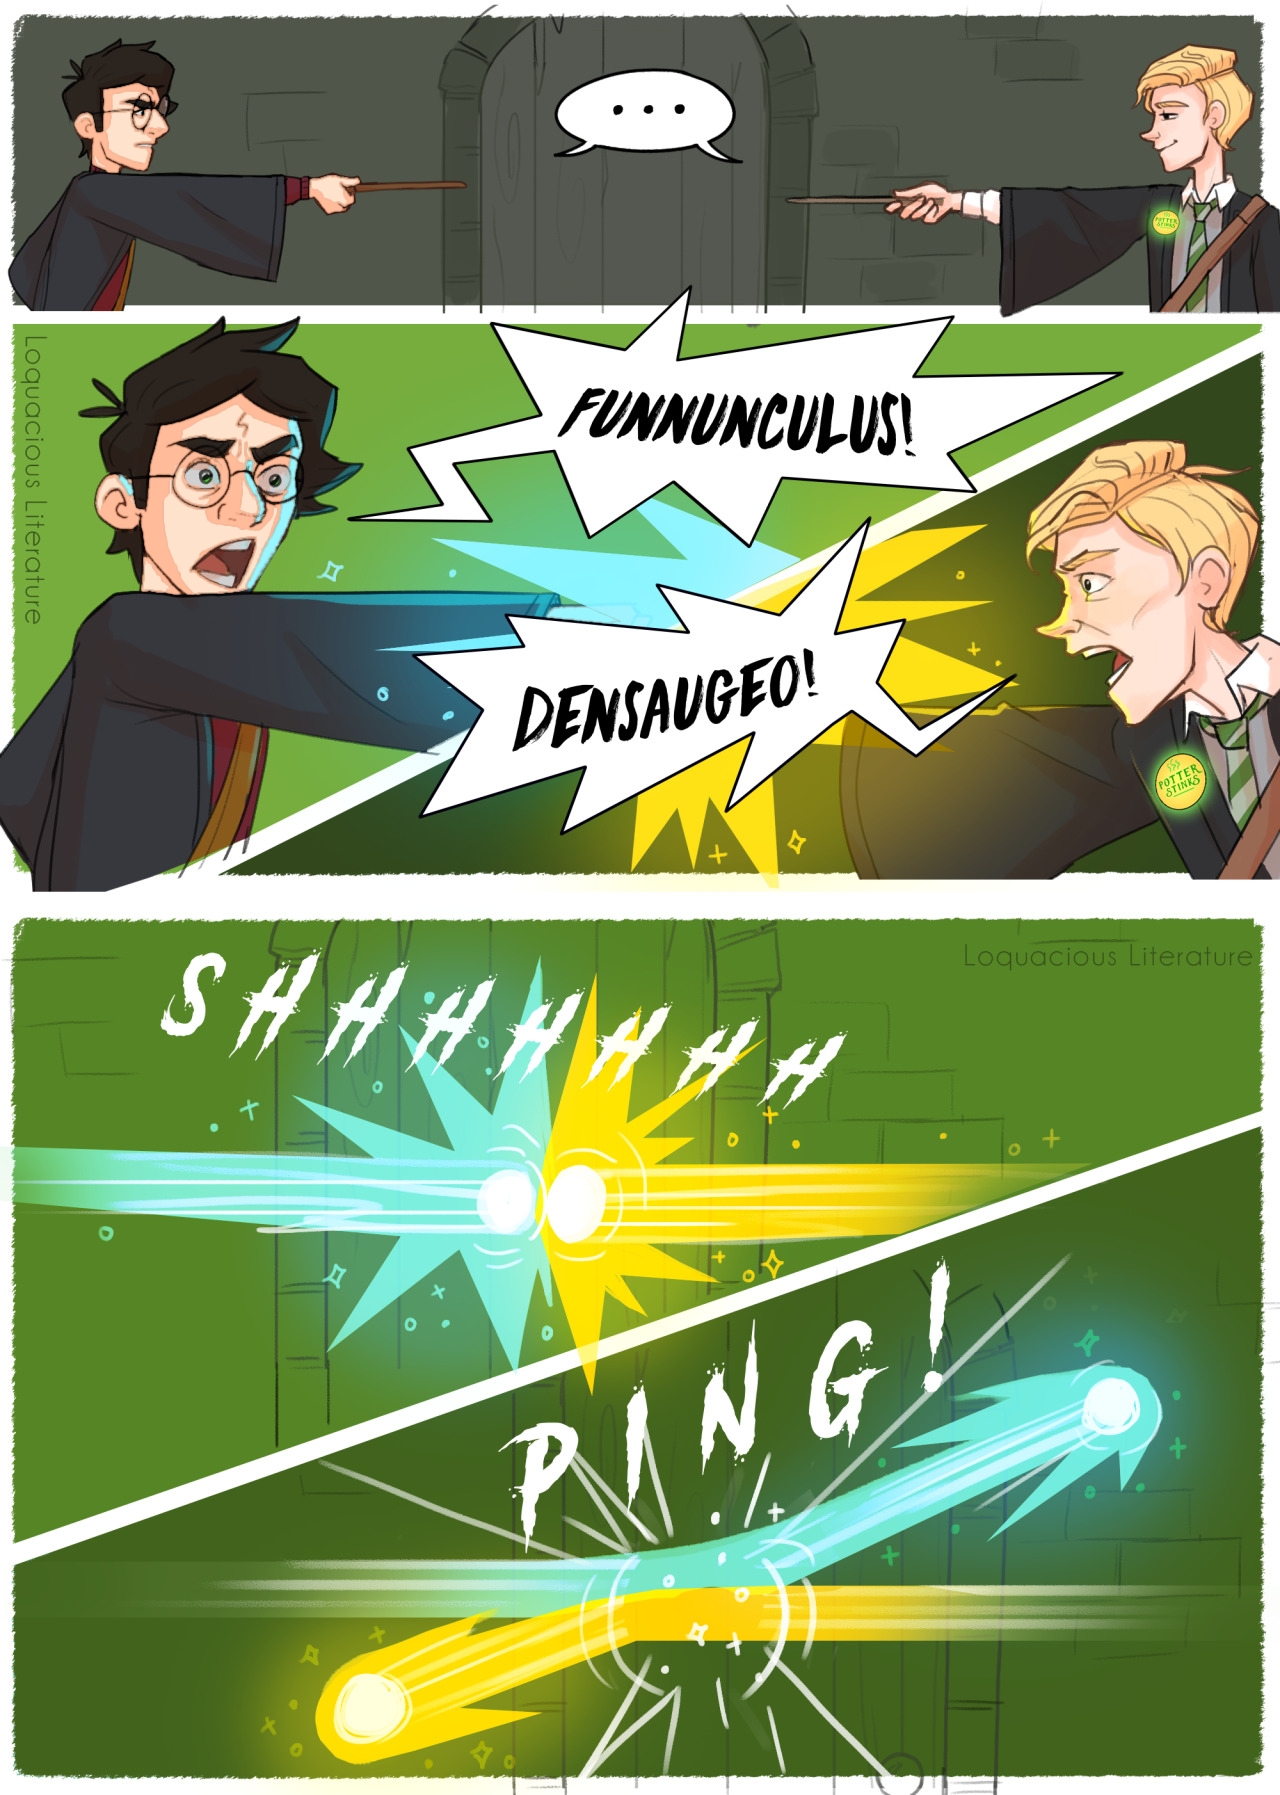 ...
POTTER
STINKS
Loquacious Literature
FUNNUNCULUS!
DENSAUGEO!
POTTER
STINKS
Loquacious Literature
SHHHHHHH
PING!